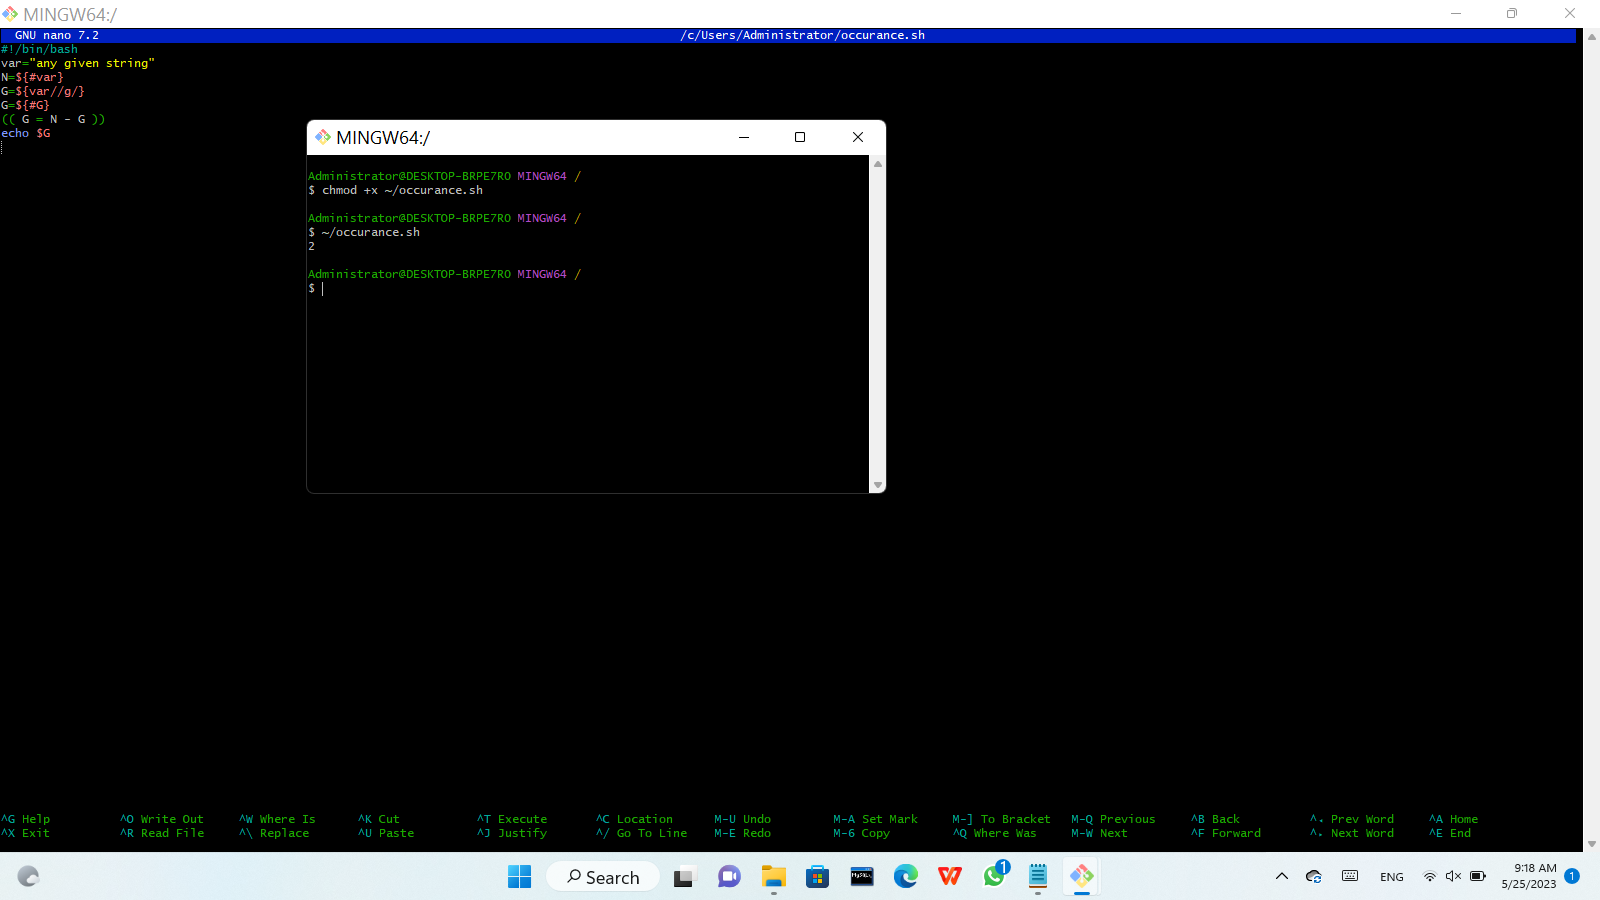 MINGW64:/
GNU nano 7.2 /c/Users/Administrator/occurance.sh
#!/bin/bash
var="any given string"
N=${#var}
G=${var//g/}
G=${#G}
(( G = N - G ))
echo $G
MINGW64:/
Administrator@DESKTOP-BRPE7RO MINGW64 /
$ chmod +x ~/occurance.sh
Administrator@DESKTOP-BRPE7RO MINGW64 /
$ ~/occurance.sh
2
Administrator@DESKTOP-BRPE7RO MINGW64 /
$
^G Help ^O Write Out ^W Where Is ^K Cut ^T Execute ^C Location M-U Undo M-A Set Mark M-] To Bracket M-Q Previous ^B Back ^◂ Prev Word ^A Home
^X Exit ^R Read File ^\ Replace ^U Paste ^J Justify ^/ Go To Line M-E Redo M-6 Copy ^Q Where Was M-W Next ^F Forward ^▸ Next Word ^E End
Search
MySQL
1
ENG
9:18 AM
5/25/2023
1